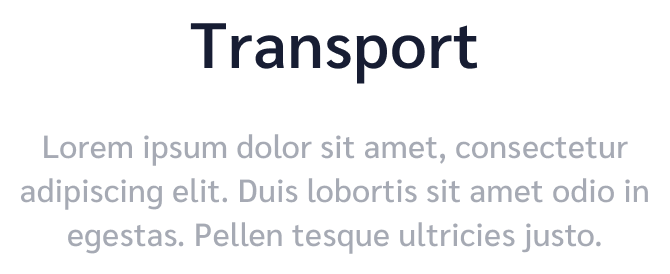 Transport
Lorem ipsum dolor sit amet, consectetur
adipiscing elit. Duis lobortis sit amet odio in
egestas. Pellen tesque ultricies justo.